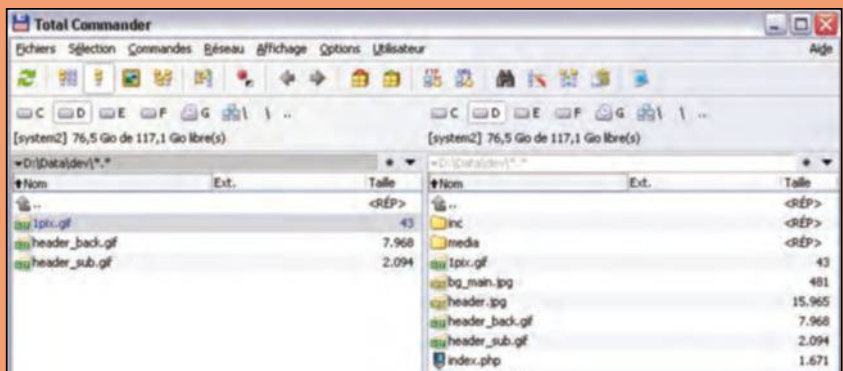 Total Commander
Fichiers Sélection Commandes Réseau Affichage Options Utilisateur Aide
C D E F G \ \ .. C D E F G \ \ ..
[system2] 76,5 Gio de 117,1 Gio libre(s) [system2] 76,5 Gio de 117,1 Gio libre(s)
D:\Data\dev\*.* D:\Data\dev\*.*
Nom Ext. Taille Nom Ext. Taille
.. <RÉP> .. <RÉP>
1pix.gif 43 inc <RÉP>
header_back.gif 7.968 media <RÉP>
header_sub.gif 2.094 1pix.gif 43
bg_main.jpg 481
header.jpg 15.965
header_back.gif 7.968
header_sub.gif 2.094
index.php 1.671